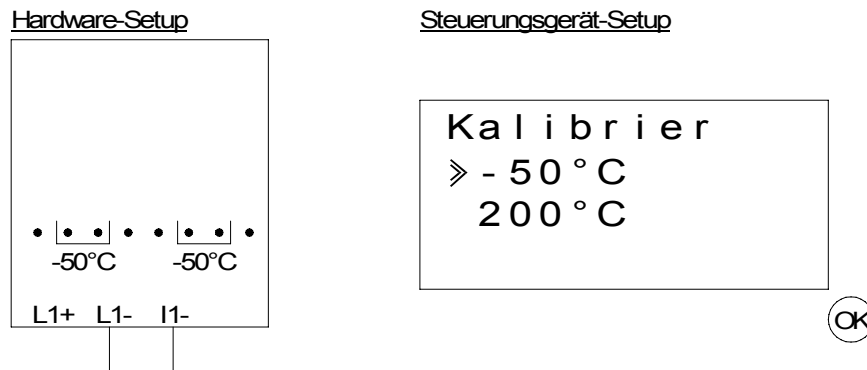 Hardware-Setup
Steuerungsgerät-Setup
Kalibrier
-50°C
200°C
-50°C -50°C
L1+ L1- I1-
OK